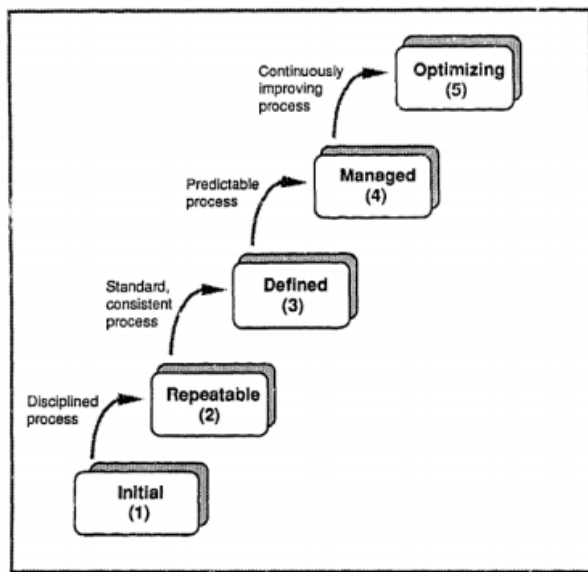 Continuously
improving
process
Optimizing
(5)
Predictable
process
Managed
(4)
Standard,
consistent
process
Defined
(3)
Disciplined
process
Repeatable
(2)
Initial
(1)